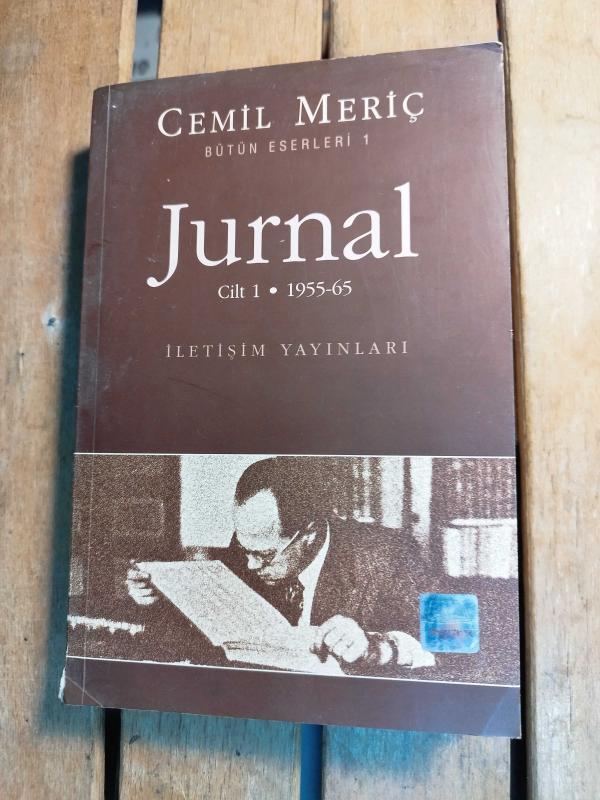 CEMİL MERİÇ
BÜTÜN ESERLERİ 1
Jurnal
Cilt 1 • 1955-65
İLETİŞİM YAYINLARI